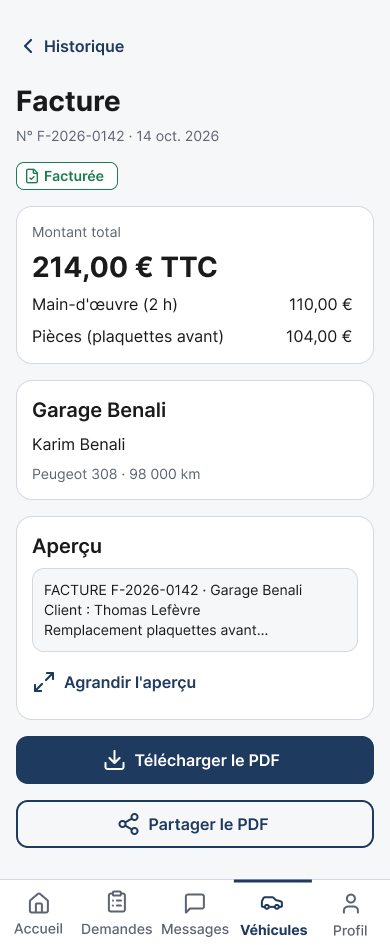 Historique
Facture
N° F-2026-0142 · 14 oct. 2026
Facturée
Montant total
214,00 € TTC
Main-d'œuvre (2 h) 110,00 €
Pièces (plaquettes avant) 104,00 €
Garage Benali
Karim Benali
Peugeot 308 · 98 000 km
Aperçu
FACTURE F-2026-0142 · Garage Benali
Client : Thomas Lefèvre
Remplacement plaquettes avant...
Agrandir l'aperçu
Télécharger le PDF
Partager le PDF
Accueil Demandes Messages Véhicules Profil